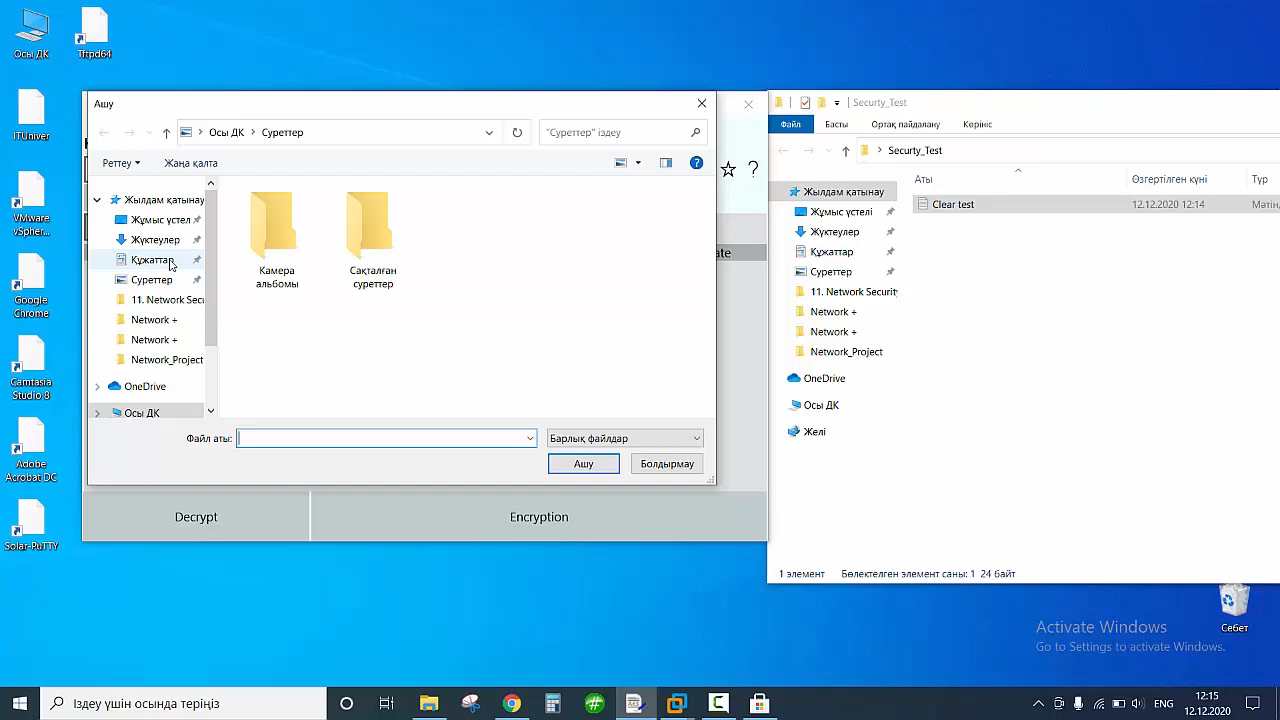 Осы ДК
Tftpd64
ITUniver
VMware
vSpher...
Google
Chrome
Camtasia
Studio 8
Adobe
Acrobat DC
Solar-PuTTY
Ашу
Осы ДК > Суреттер
"Суреттер" іздеу
Реттеу
Жаңа қалта
Жылдам қатынау
Жұмыс үстел
Жүктеулер
Құжаттар
Суреттер
11. Network Secu
Network +
Network +
Network_Project
OneDrive
Осы ДК
Камера
альбомы
Сақталған
суреттер
Файл аты:
Барлық файлдар
Ашу
Болдырмау
ate
Decrypt
Encryption
Securty_Test
Файл
Басты
Ортақ пайдалану
Көрініс
Securty_Test
Жылдам қатынау
Жұмыс үстелі
Жүктеулер
Құжаттар
Суреттер
11. Network Security
Network +
Network +
Network_Project
OneDrive
Осы ДК
Желі
Аты
Өзгертілген күні
Түр
Clear test
12.12.2020 12:14
Мәтін
1 элемент
Бөлектелген элемент саны: 1 24 байт
Себет
Activate Windows
Go to Settings to activate Windows.
Іздеу үшін осында теріңіз
ENG
12:15
12.12.2020